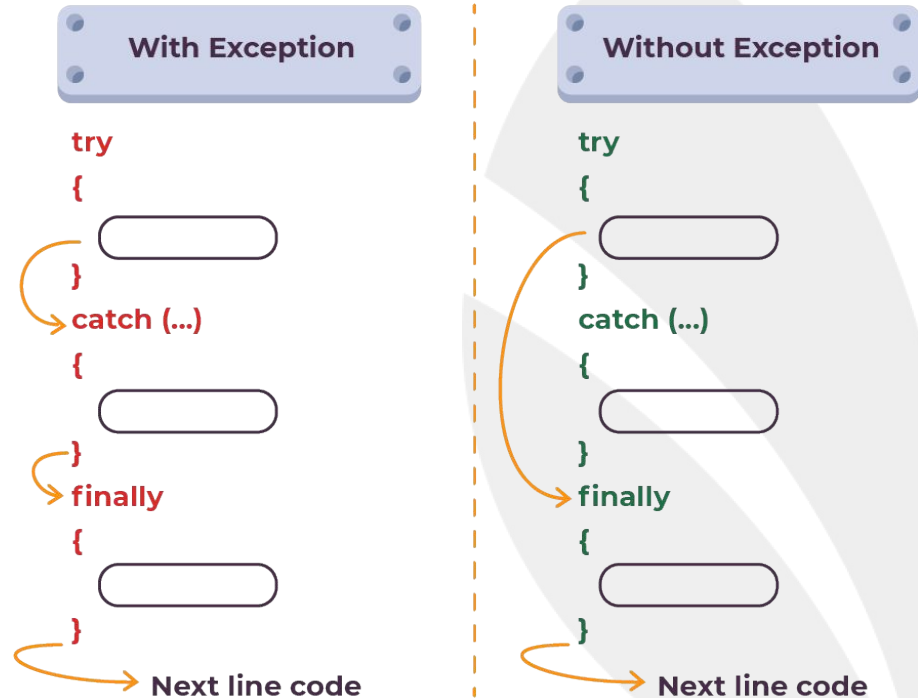 With Exception
try
{
}
catch (...)
{
}
finally
{
}
Next line code
Without Exception
try
{
}
catch (...)
{
}
finally
{
}
Next line code